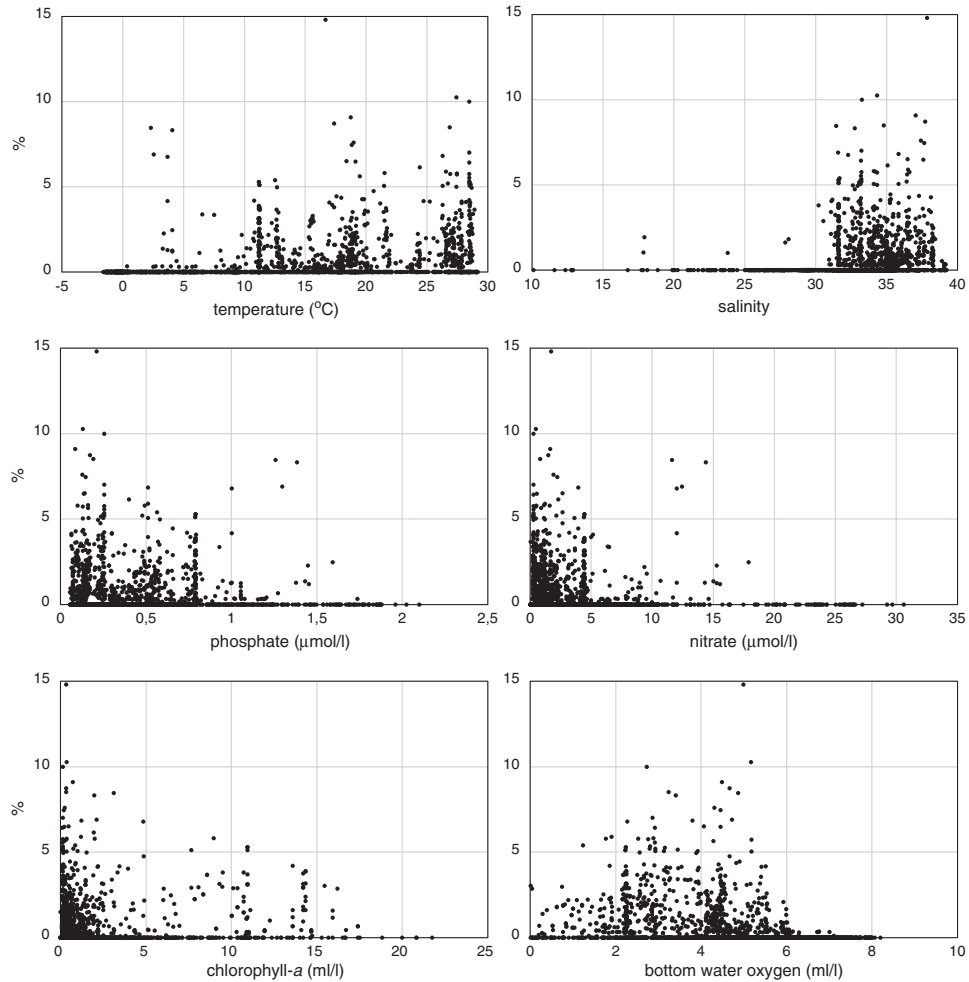 15
10
5
0
%
-5 0 5 10 15 20 25 30
temperature (°C)
15
10
5
0
10 15 20 25 30 35 40
salinity
15
10
5
0
%
0 0,5 1 1,5 2 2,5
phosphate (μmol/l)
15
10
5
0
0 5 10 15 20 25 30 35
nitrate (μmol/l)
15
10
5
0
%
0 5 10 15 20 25
chlorophyll-a (ml/l)
15
10
5
0
0 2 4 6 8 10
bottom water oxygen (ml/l)